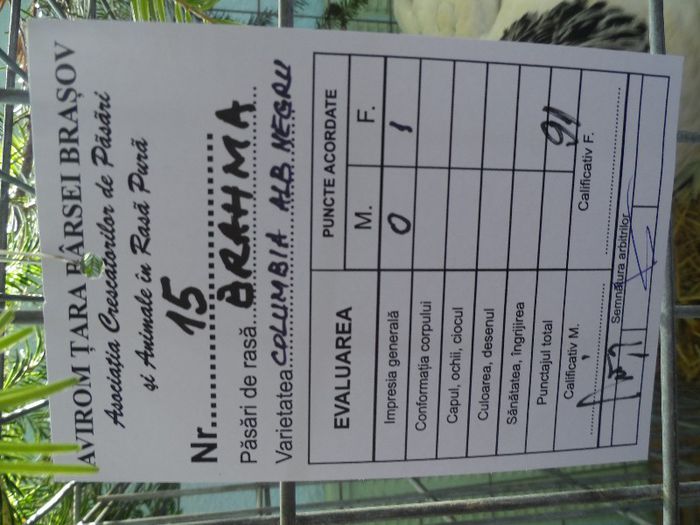 AVIROM ȚARA BÂRSEI BRAȘOV
Asociația Crescatorilor de Păsări
și Animale în Rasă Pură
Nr. 15
Păsări de rasă BRAHMA
Varietatea COLUMBIA ALB NEGRU
EVALUAREA PUNCTE ACORDATE
M. F.
Impresia generală 0 1
Conformația corpului
Capul, ochii, ciocul
Culoarea, desenul
Sănătatea, îngrijirea
Punctajul total 91
Calificativ M. Calificativ F.
Semnătura arbitrilor